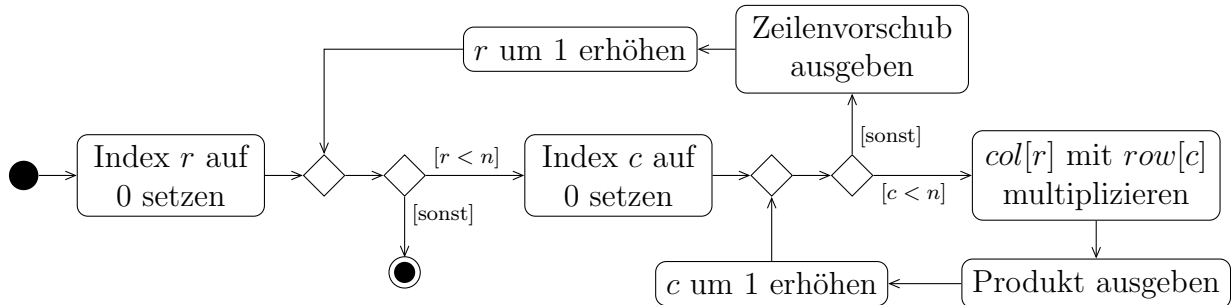 Zeilenvorschub
ausgeben
r um 1 erhöhen
[sonst]
Index r auf
0 setzen
[r < n]
Index c auf
0 setzen
[c < n]
col[r] mit row[c]
multiplizieren
[sonst]
c um 1 erhöhen
Produkt ausgeben